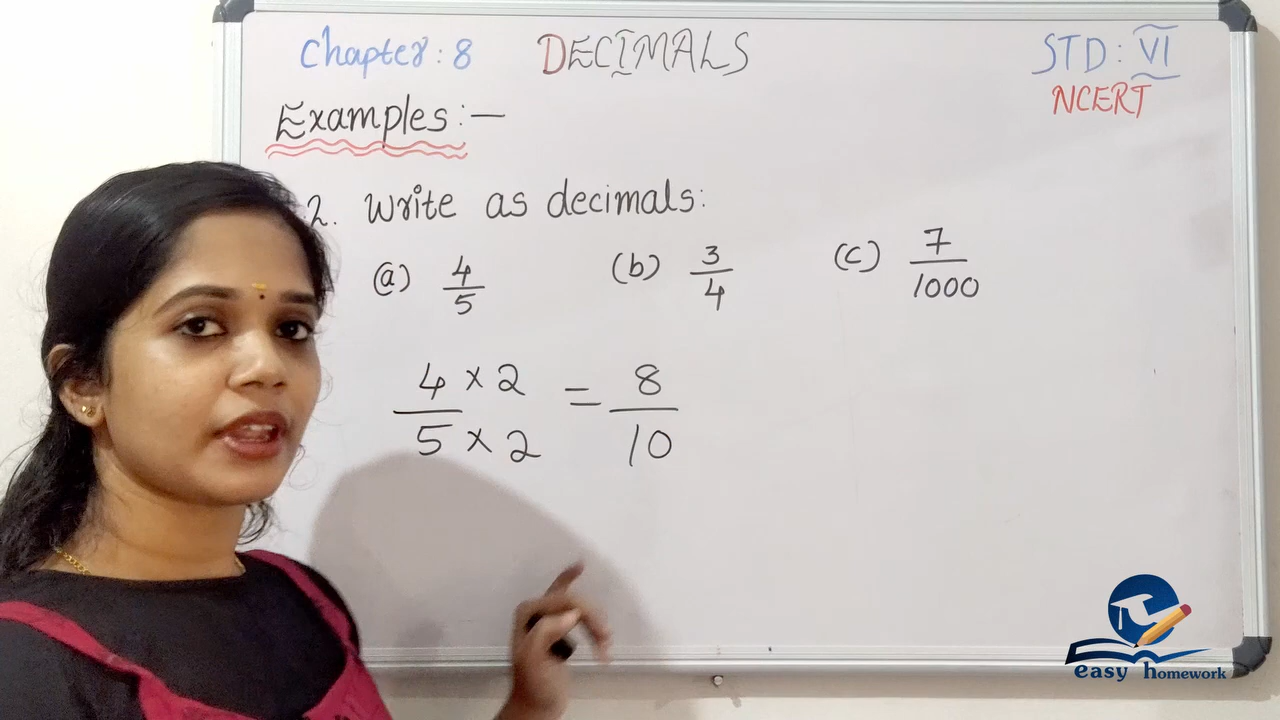 Chapter: 8 DECIMALS STD: VI
NCERT
Examples:—
2. Write as decimals:
(a) 4/5 (b) 3/4 (c) 7/1000
4 × 2 / 5 × 2 = 8/10
easy homework